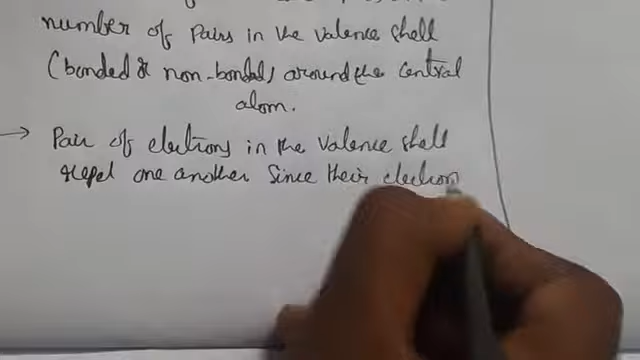 number of pairs in the valence shell
(bonded & non-bonded) around the central
atom.
→ Pair of electrons in the valence shell
repel one another since their electron